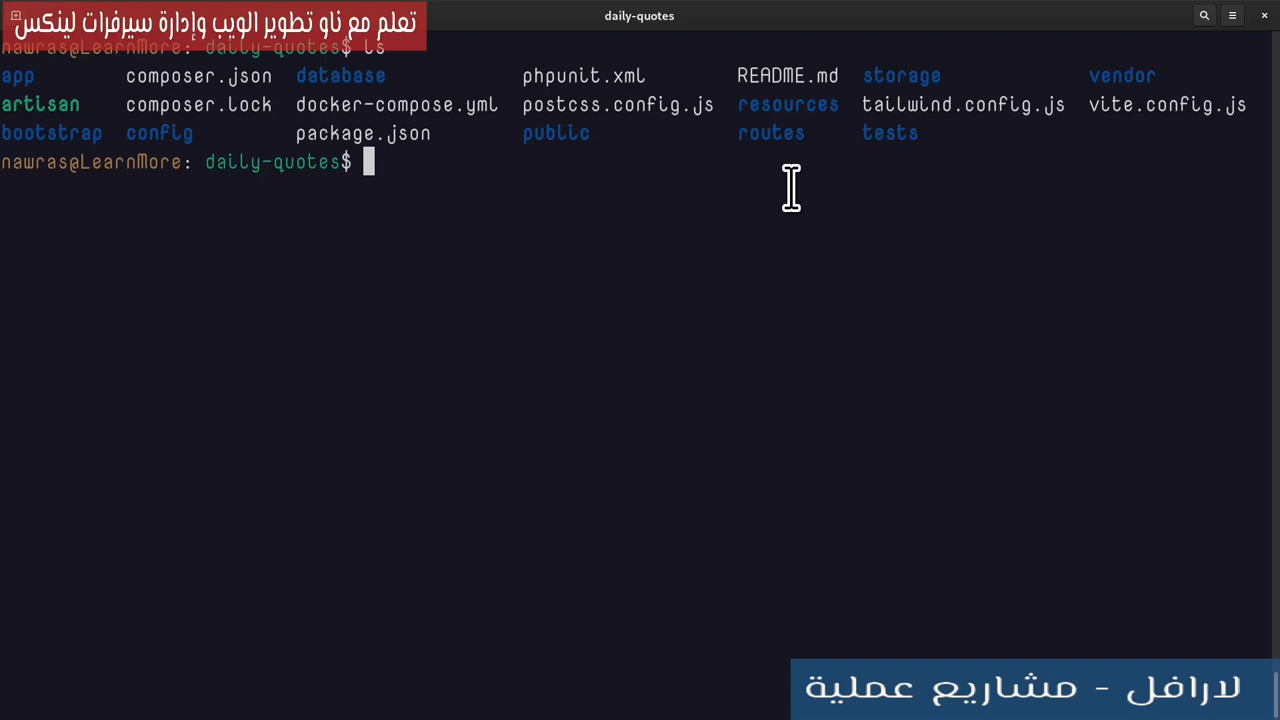 daily-quotes
تعلم مع ناو تطوير الويب وإدارة سيرفرات لينكس
nawras@LearnMore: daily-quotes$ ls
app composer.json database phpunit.xml README.md storage vendor
artisan composer.lock docker-compose.yml postcss.config.js resources tailwind.config.js vite.config.js
bootstrap config package.json public routes tests
nawras@LearnMore: daily-quotes$
لارافل - مشاريع عملية